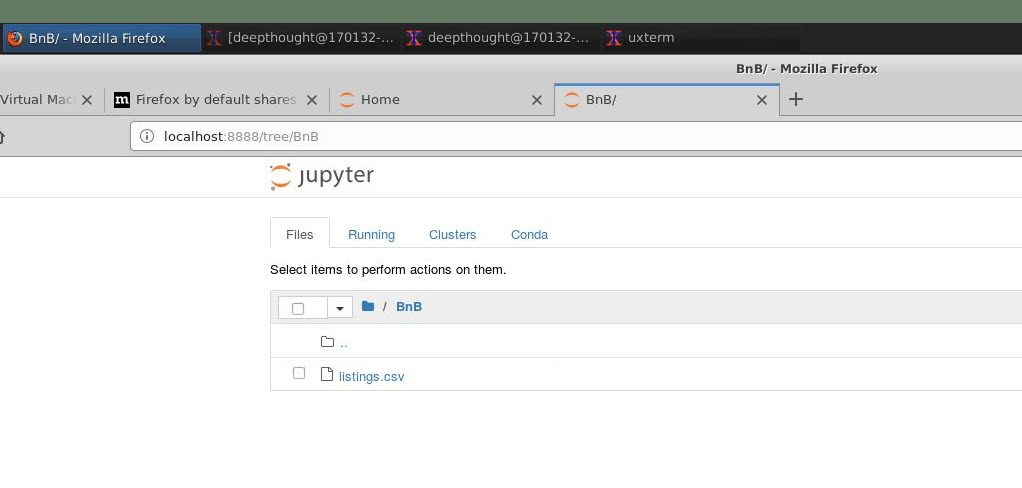 BnB/ - Mozilla Firefox [deepthought@170132-... deepthought@170132-... uxterm
BnB/ - Mozilla Firefox
Virtual Mac Firefox by default shares Home BnB/
localhost:8888/tree/BnB
jupyter
Files Running Clusters Conda
Select items to perform actions on them.
/ BnB
..
listings.csv